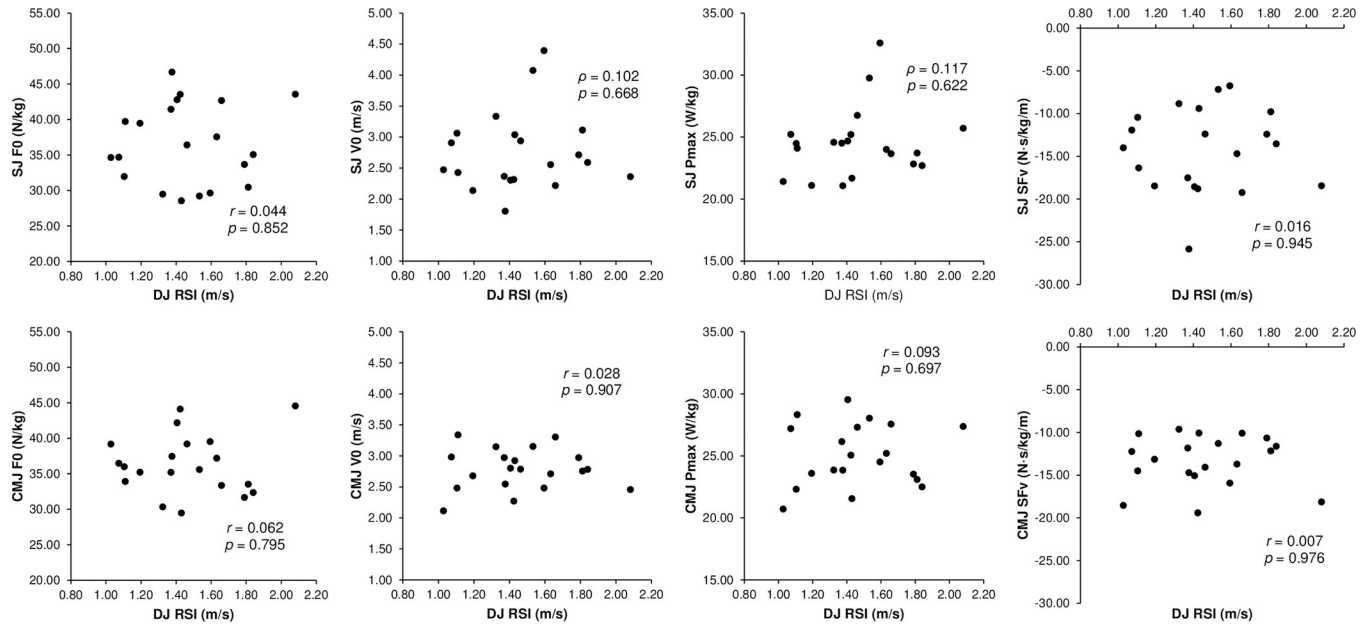 55.00
50.00
45.00
40.00
35.00
30.00
25.00
20.00
SJ F0 (N/kg)
r = 0.044
p = 0.852
0.80 1.00 1.20 1.40 1.60 1.80 2.00 2.20
DJ RSI (m/s)
5.00
4.50
4.00
3.50
3.00
2.50
2.00
1.50
1.00
SJ V0 (m/s)
ρ = 0.102
p = 0.668
0.80 1.00 1.20 1.40 1.60 1.80 2.00 2.20
DJ RSI (m/s)
35.00
30.00
25.00
20.00
15.00
SJ Pmax (W/kg)
ρ = 0.117
p = 0.622
0.80 1.00 1.20 1.40 1.60 1.80 2.00 2.20
DJ RSI (m/s)
0.80 1.00 1.20 1.40 1.60 1.80 2.00 2.20
0.00
-5.00
-10.00
-15.00
-20.00
-25.00
-30.00
SJ SFv (N·s/kg/m)
r = 0.016
p = 0.945
DJ RSI (m/s)
55.00
50.00
45.00
40.00
35.00
30.00
25.00
20.00
CMJ F0 (N/kg)
r = 0.062
p = 0.795
0.80 1.00 1.20 1.40 1.60 1.80 2.00 2.20
DJ RSI (m/s)
5.00
4.50
4.00
3.50
3.00
2.50
2.00
1.50
1.00
CMJ V0 (m/s)
r = 0.028
p = 0.907
0.80 1.00 1.20 1.40 1.60 1.80 2.00 2.20
DJ RSI (m/s)
35.00
30.00
25.00
20.00
15.00
CMJ Pmax (W/kg)
r = 0.093
p = 0.697
0.80 1.00 1.20 1.40 1.60 1.80 2.00 2.20
DJ RSI (m/s)
0.80 1.00 1.20 1.40 1.60 1.80 2.00 2.20
0.00
-5.00
-10.00
-15.00
-20.00
-25.00
-30.00
CMJ SFv (N·s/kg/m)
r = 0.007
p = 0.976
DJ RSI (m/s)